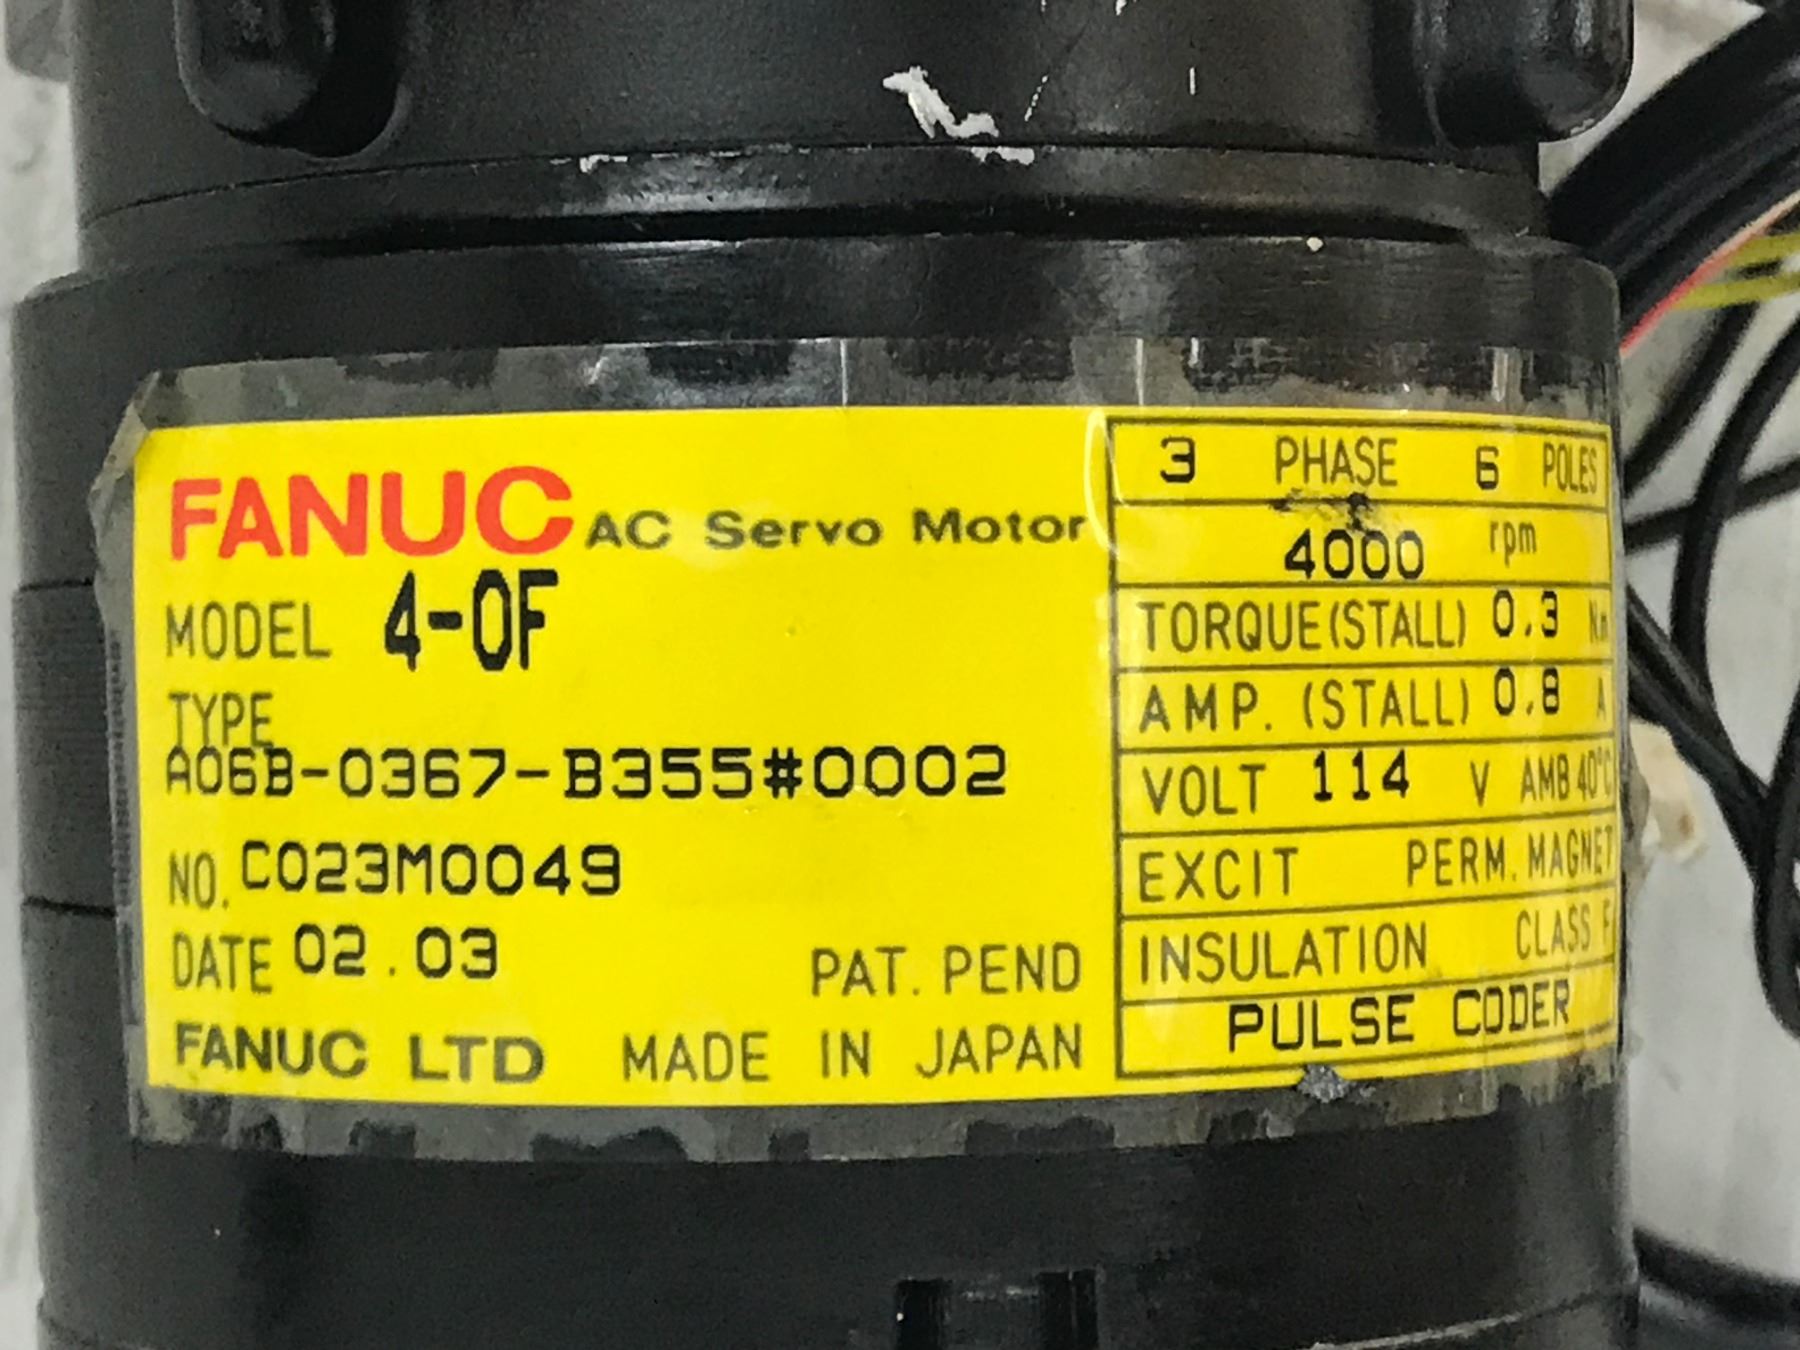 FANUC AC Servo Motor
MODEL 4-0F
TYPE
A06B-0367-B355#0002
NO. C023M0049
DATE 02.03 PAT. PEND
FANUC LTD MADE IN JAPAN
3 PHASE 6 POLES
4000 rpm
TORQUE(STALL) 0.3 Nm
AMP. (STALL) 0.8 A
VOLT 114 V AMB 40°C
EXCIT PERM. MAGNET
INSULATION CLASS F
PULSE CODER